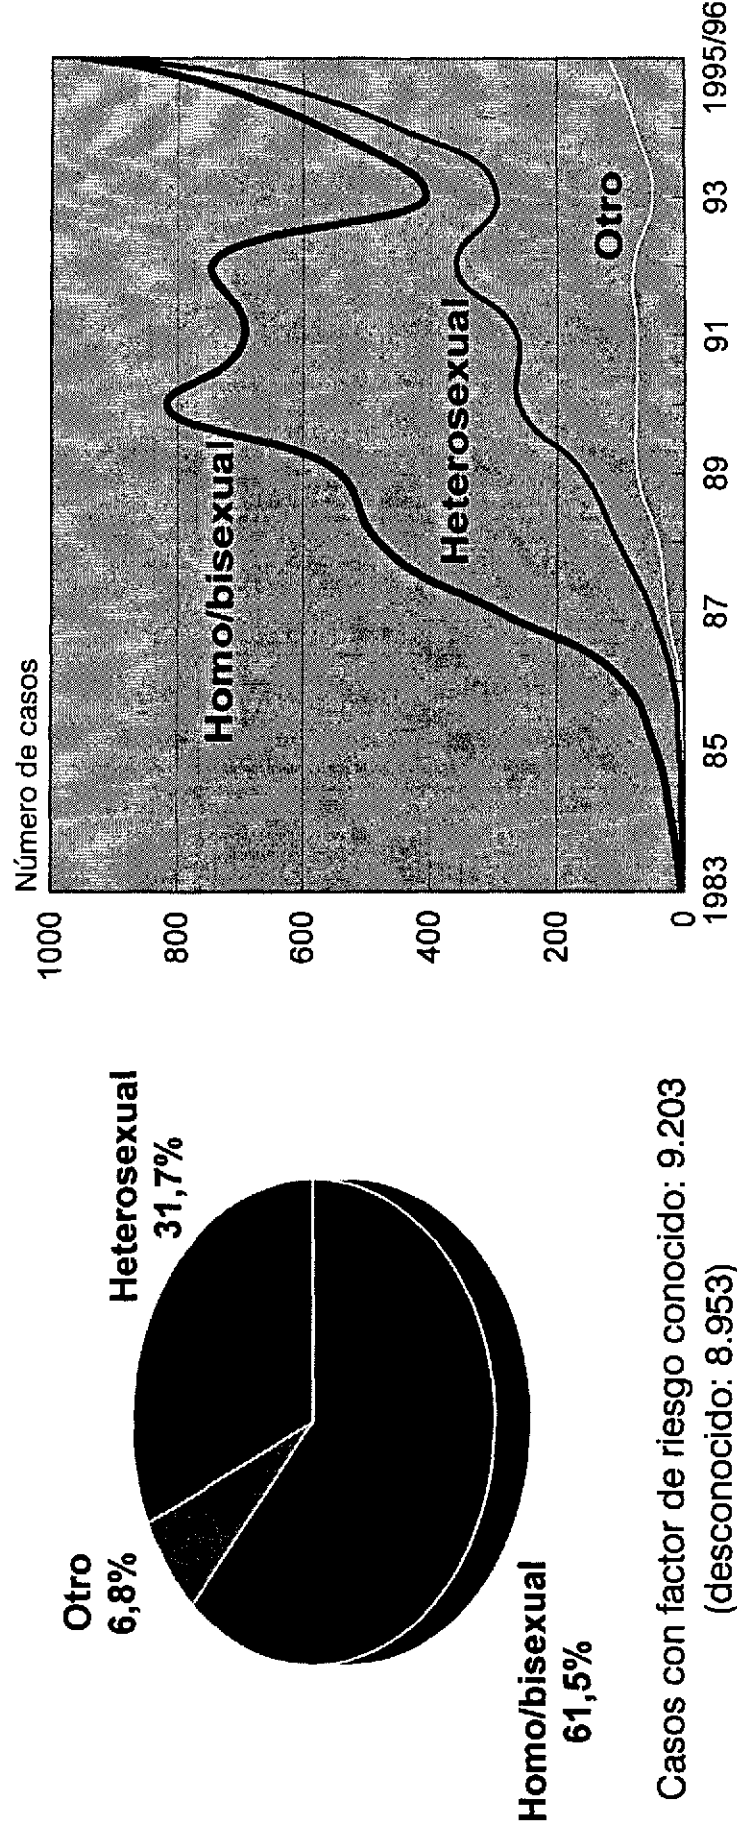 Otro
6,8%
Heterosexual
31,7%
Homo/bisexual
61,5%
Casos con factor de riesgo conocido: 9.203
(desconocido: 8.953)
Número de casos
1000
800
600
400
200
0
Homo/bisexual
Heterosexual
Otro
1983
85
87
89
91
93
1995/96